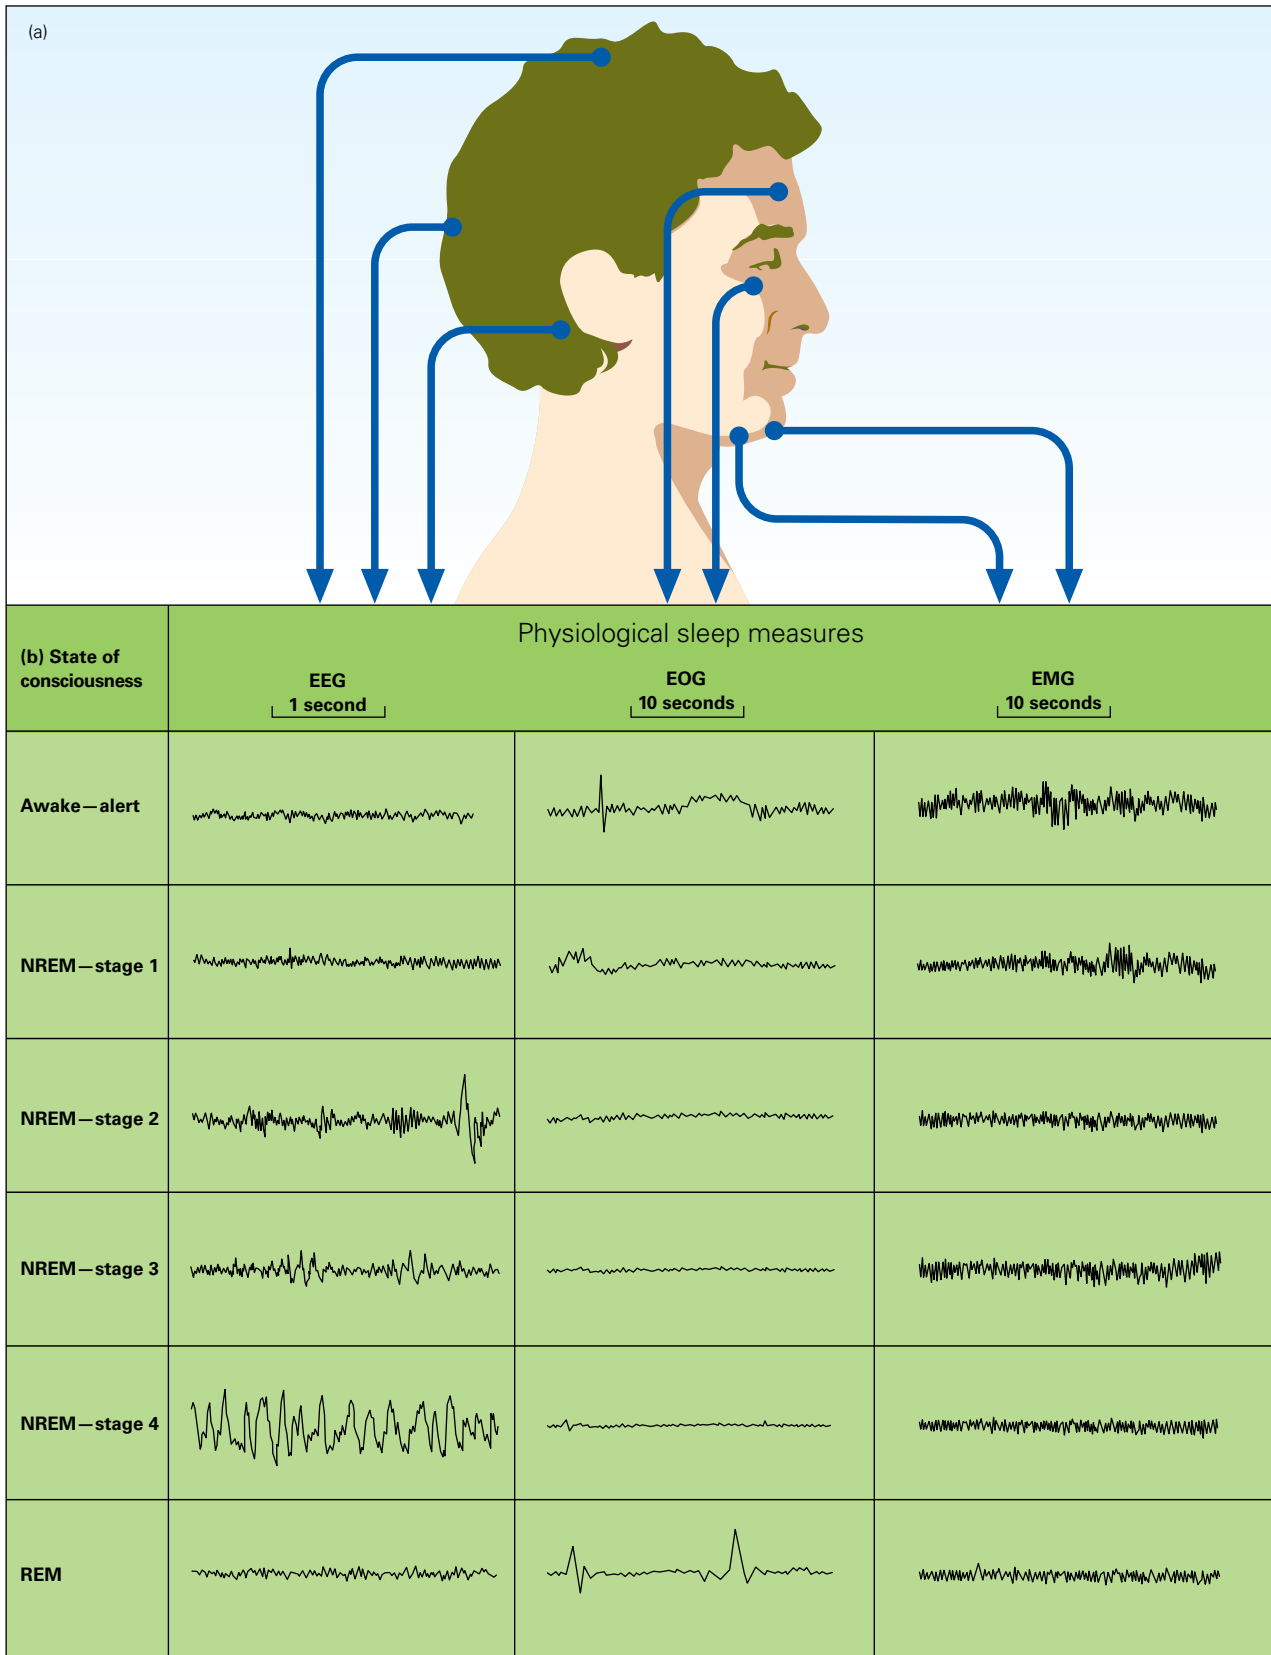 (a)
Physiological sleep measures
(b) State of
consciousness
EEG
1 second
EOG
10 seconds
EMG
10 seconds
Awake—alert
NREM—stage 1
NREM—stage 2
NREM—stage 3
NREM—stage 4
REM